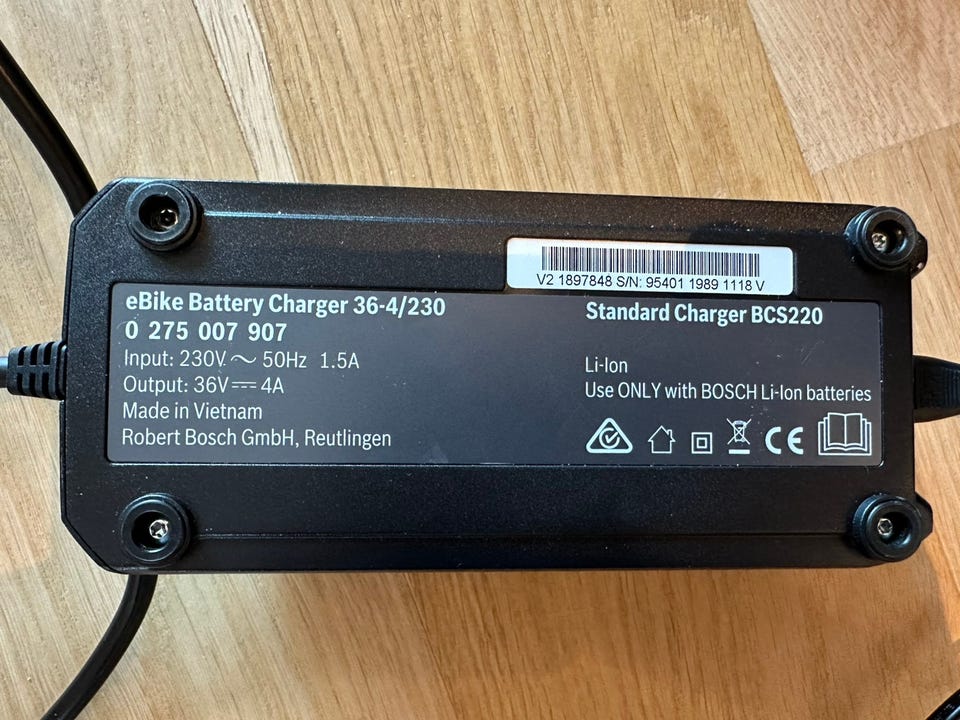 V2 1897848 S/N: 95401 1989 1118 V
eBike Battery Charger 36-4/230
0 275 007 907
Input: 230V ~ 50Hz 1.5A
Output: 36V ⎓ 4A
Made in Vietnam
Robert Bosch GmbH, Reutlingen
Standard Charger BCS220
Li-Ion
Use ONLY with BOSCH Li-Ion batteries
CE